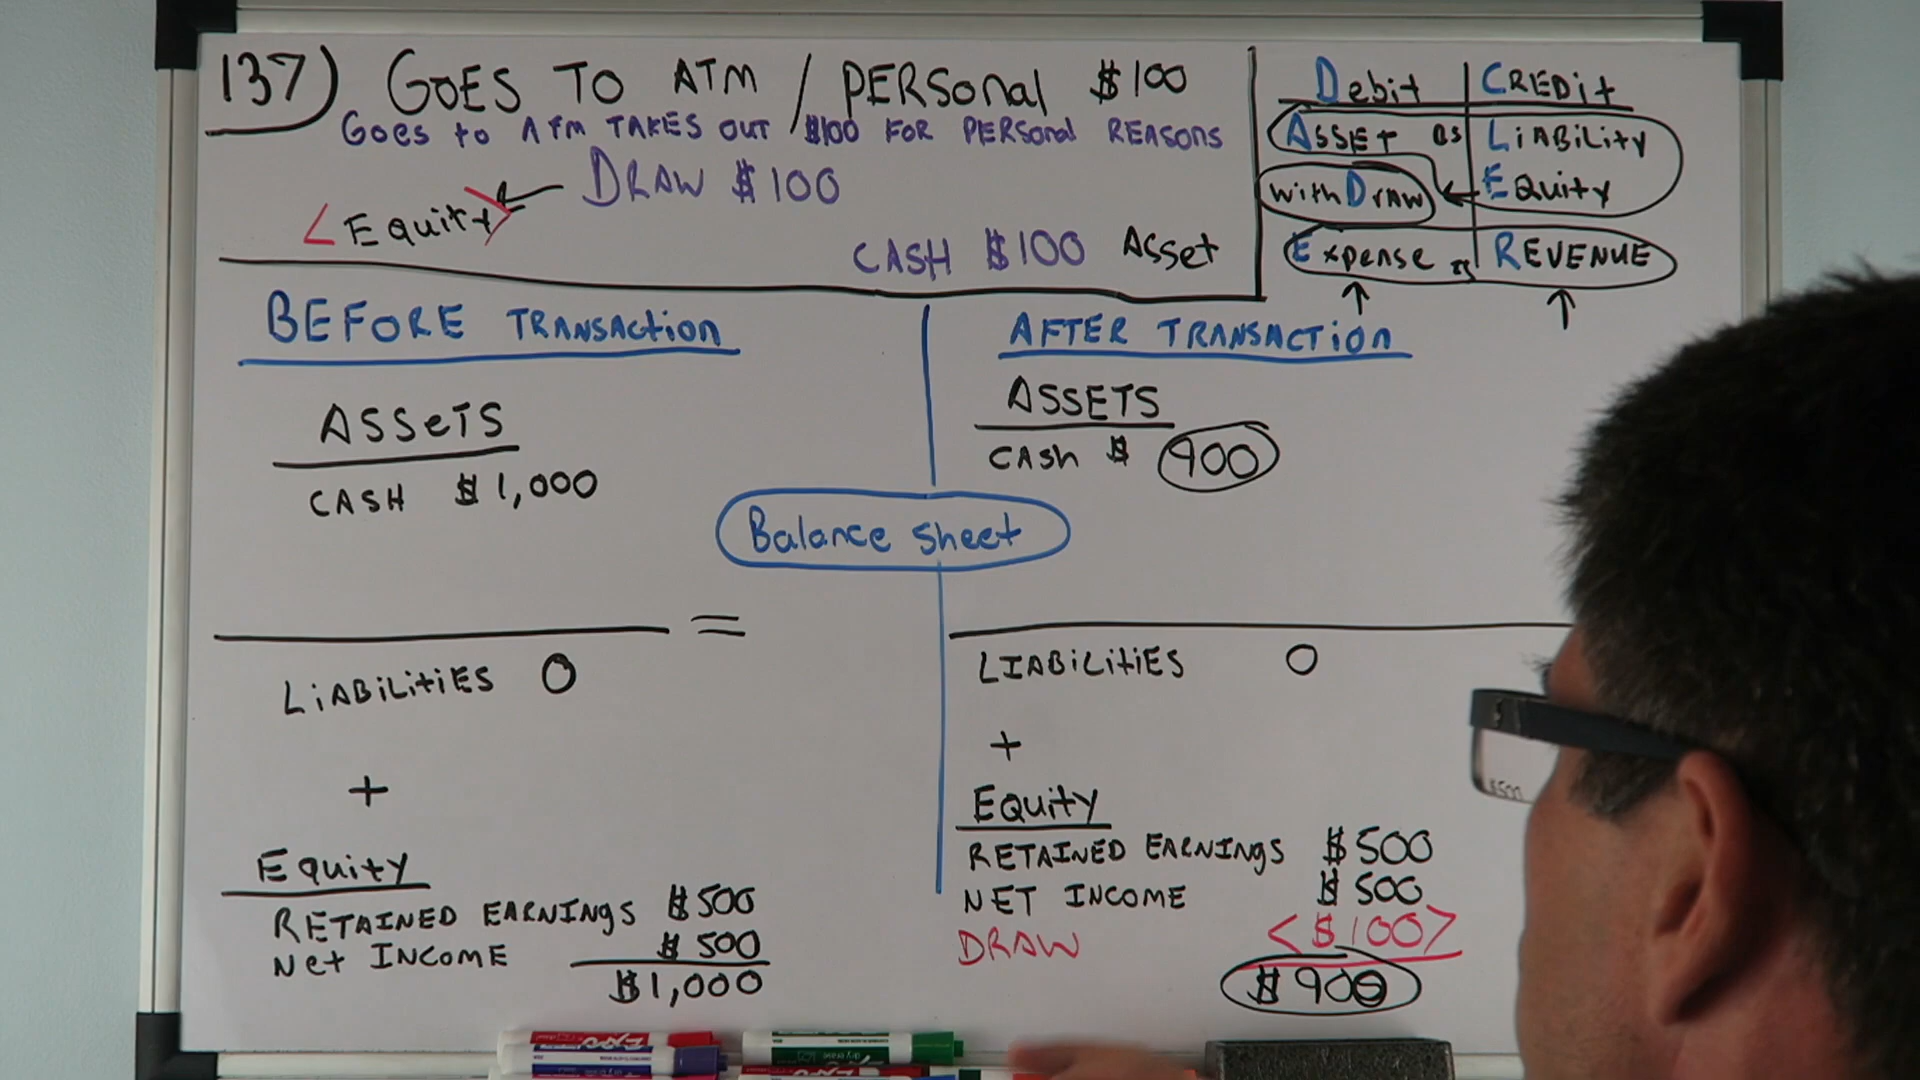 137) GOES TO ATM / PERSonal $100
Goes to ATM TAKES OUT $100 FOR PERSonal REASONS
DRAW $100
< Equity >
CASH $100 Asset
Debit CREDit
ASSEt as LiABility
withDraw Equity
Expense is REVENUE
BEFORE TRANSACtion
ASSeTS
CASH $1,000
AFTER TRANSACTION
ASSETS
CASh $ 900
Balance Sheet
=
LiABilitiES 0
+
Equity
RETAINED EARNINgS $500
Net INCOME $500
$1,000
LIABilitiES 0
+
Equity
RETAINED EARNINgS $500
NET INCOME $500
DRAW <$100>
$900